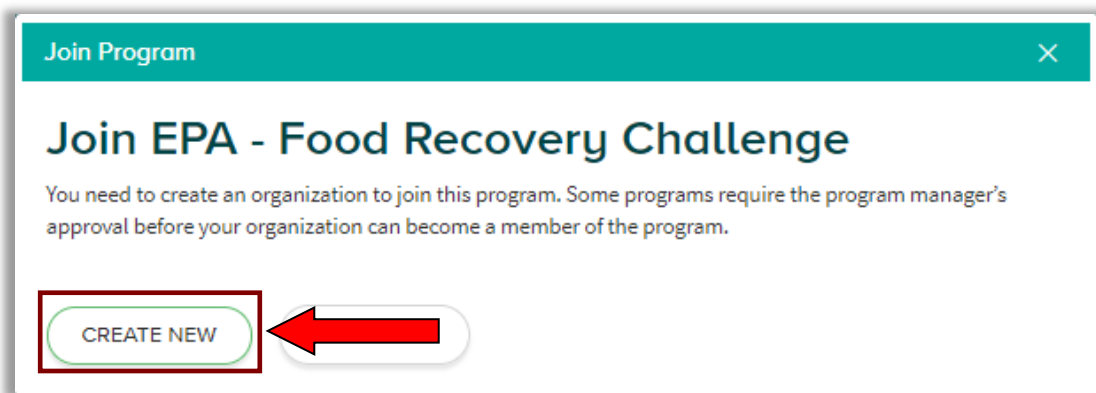 Join Program
Join EPA - Food Recovery Challenge
You need to create an organization to join this program. Some programs require the program manager's
approval before your organization can become a member of the program.
CREATE NEW